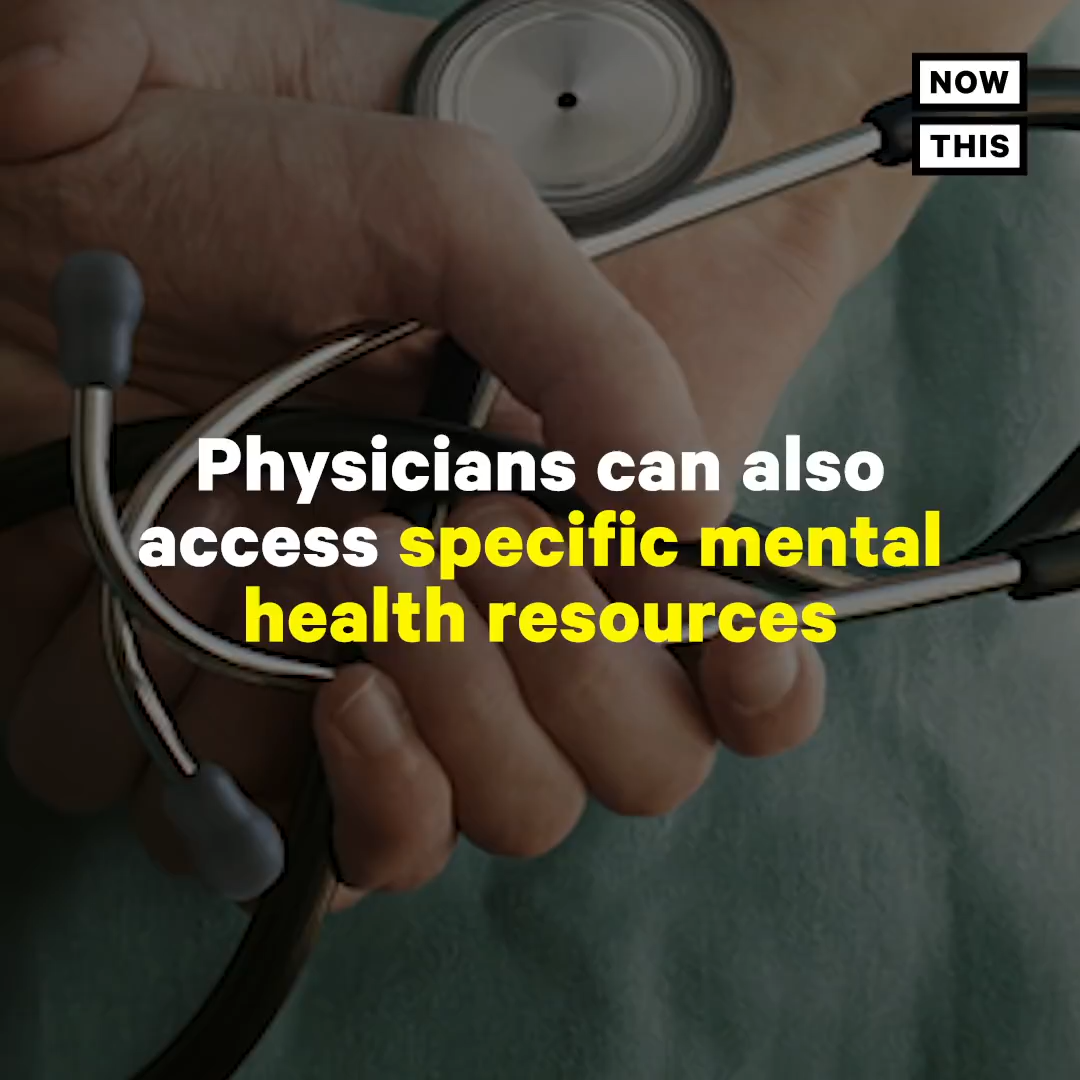 NOW
THIS
Physicians can also
access specific mental
health resources